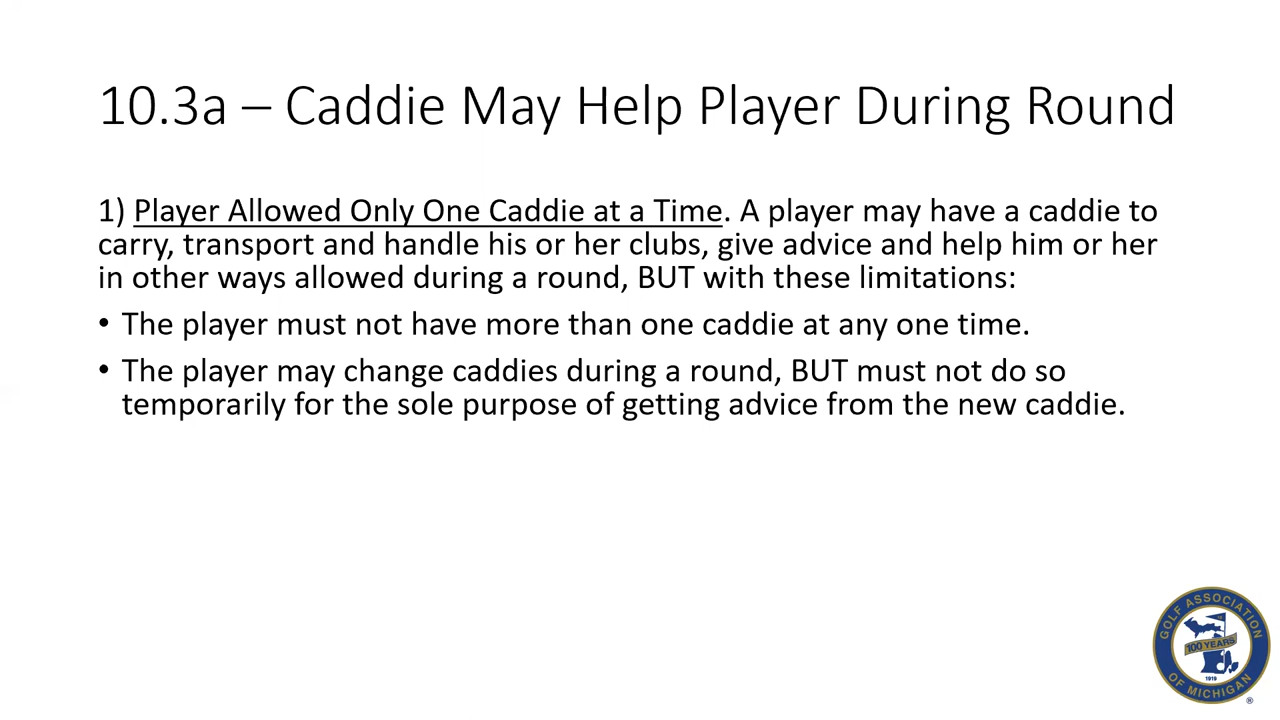 10.3a – Caddie May Help Player During Round
1) Player Allowed Only One Caddie at a Time. A player may have a caddie to
carry, transport and handle his or her clubs, give advice and help him or her
in other ways allowed during a round, BUT with these limitations:
• The player must not have more than one caddie at any one time.
• The player may change caddies during a round, BUT must not do so
temporarily for the sole purpose of getting advice from the new caddie.
GOLF ASSOCIATION
100 YEARS
1919
OF MICHIGAN
®